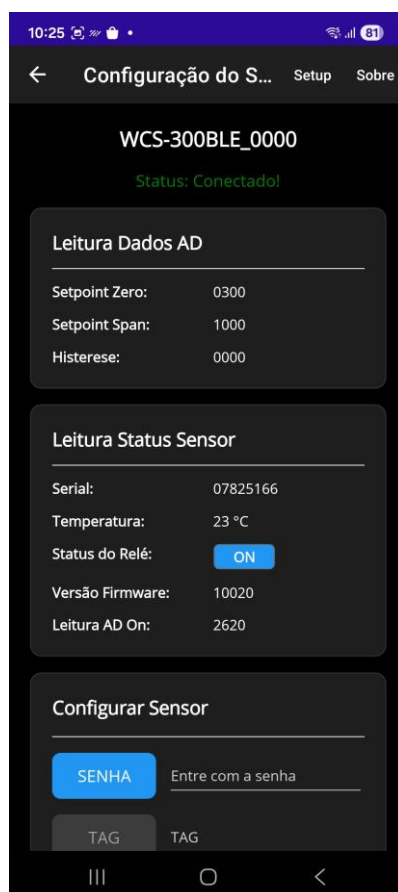 10:25 81
Configuração do S... Setup Sobre
WCS-300BLE_0000
Status: Conectado!
Leitura Dados AD
Setpoint Zero: 0300
Setpoint Span: 1000
Histerese: 0000
Leitura Status Sensor
Serial: 07825166
Temperatura: 23 °C
Status do Relé: ON
Versão Firmware: 10020
Leitura AD On: 2620
Configurar Sensor
SENHA Entre com a senha
TAG TAG